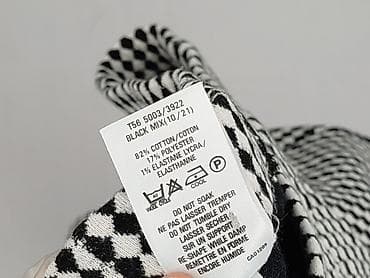 T56 5003/3922
BLACK MIX(10/21)
82% COTTON/COTON
17% POLYESTER
1% ELASTANE LYCRA/
ELASTHANNE
COOL
DO NOT SOAK
NE PAS LAISSER TREMPER
DO NOT TUMBLE DRY
LAISSER SECHER
SUR UN SUPPORT
RE-SHAPE WHILE DAMP
REMETTRE EN FORME
ENCORE HUMIDE